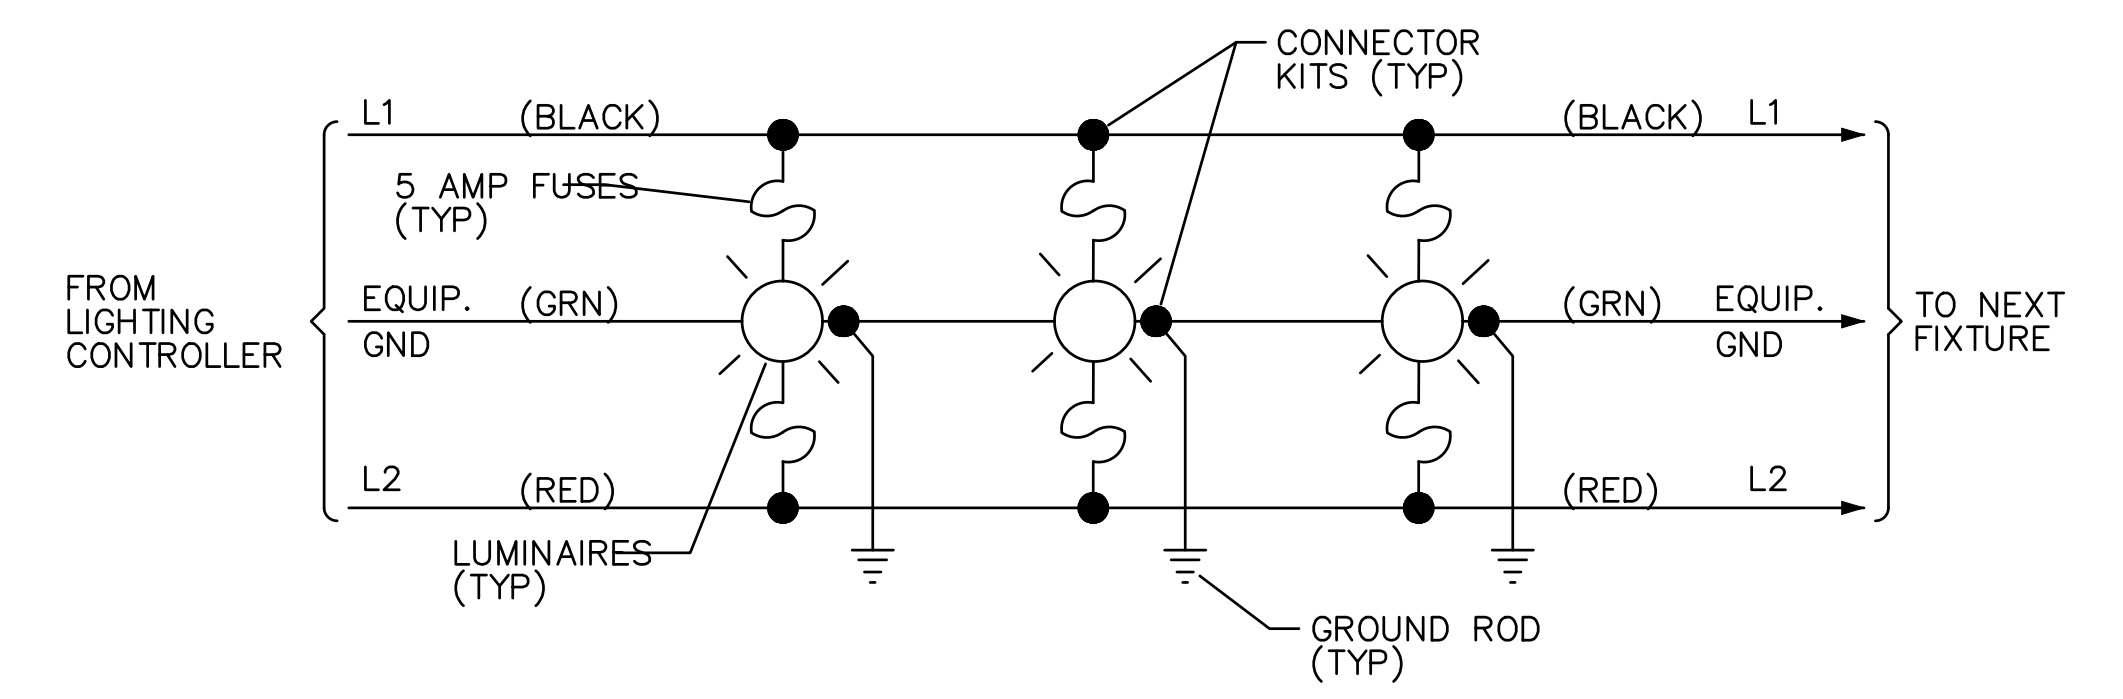 CONNECTOR
KITS (TYP)
L1 (BLACK)
(BLACK) L1
5 AMP FUSES
(TYP)
FROM
LIGHTING
CONTROLLER
EQUIP. (GRN)
GND
(GRN) EQUIP.
GND
TO NEXT
FIXTURE
L2 (RED)
(RED) L2
LUMINAIRES
(TYP)
GROUND ROD
(TYP)